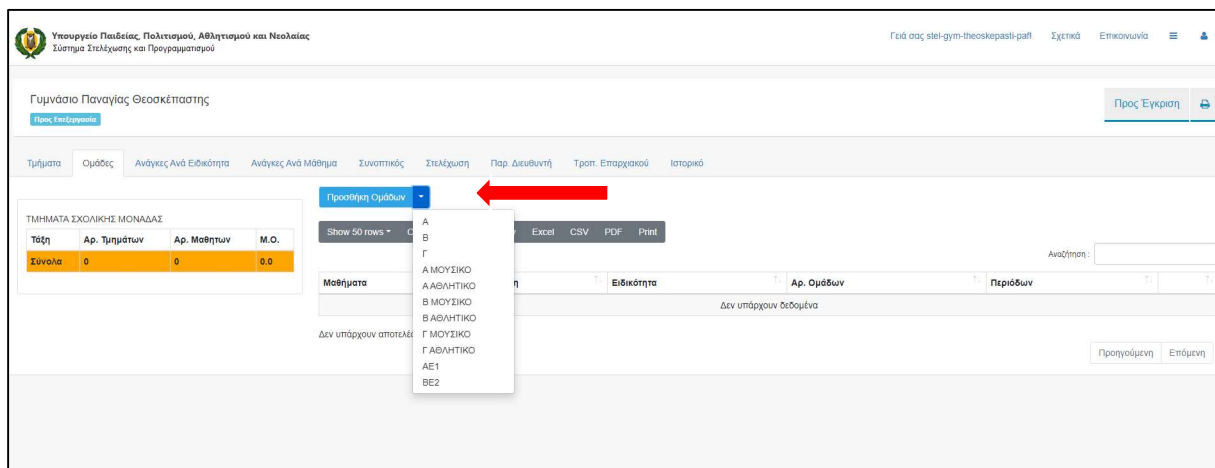 Υπουργείο Παιδείας, Πολιτισμού, Αθλητισμού και Νεολαίας
Σύστημα Στελέχωσης και Προγραμματισμού
Γειά σας stel-gym-theoskepasti-paf! Σχετικά Επικοινωνία
Γυμνάσιο Παναγίας Θεοσκέπαστης
Προς Επεξεργασία
Προς Έγκριση
Τμήματα Ομάδες Ανάγκες Ανά Ειδικότητα Ανάγκες Ανά Μάθημα Συνοπτικός Στελέχωση Παρ. Διευθυντή Τροπ. Επαρχιακού Ιστορικό
Προσθήκη Ομάδων
ΤΜΗΜΑΤΑ ΣΧΟΛΙΚΗΣ ΜΟΝΑΔΑΣ
Τάξη Αρ. Τμημάτων Αρ. Μαθητων Μ.Ο.
Σύνολα 0 0 0.0
Show 50 rows Excel CSV PDF Print
Α
Β
Γ
Α ΜΟΥΣΙΚΟ
Α ΑΘΛΗΤΙΚΟ
Β ΜΟΥΣΙΚΟ
Β ΑΘΛΗΤΙΚΟ
Γ ΜΟΥΣΙΚΟ
Γ ΑΘΛΗΤΙΚΟ
ΑΕ1
ΒΕ2
Αναζήτηση :
Μαθήματα Ειδικότητα Αρ. Ομάδων Περιόδων
Δεν υπάρχουν δεδομένα
Δεν υπάρχουν
Προηγούμενη Επόμενη